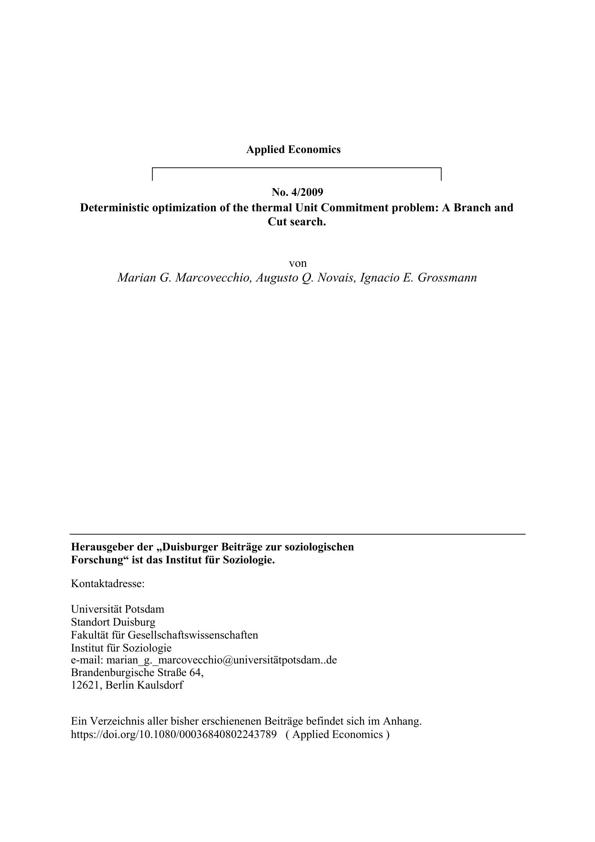 Applied Economics
No. 4/2009
Deterministic optimization of the thermal Unit Commitment problem: A Branch and
Cut search.
von
Marian G. Marcovecchio, Augusto Q. Novais, Ignacio E. Grossmann
Herausgeber der „Duisburger Beiträge zur soziologischen
Forschung“ ist das Institut für Soziologie.
Kontaktadresse:
Universität Potsdam
Standort Duisburg
Fakultät für Gesellschaftswissenschaften
Institut für Soziologie
e-mail: marian_g._marcovecchio@universitätpotsdam..de
Brandenburgische Straße 64,
12621, Berlin Kaulsdorf
Ein Verzeichnis aller bisher erschienenen Beiträge befindet sich im Anhang.
https://doi.org/10.1080/00036840802243789 ( Applied Economics )